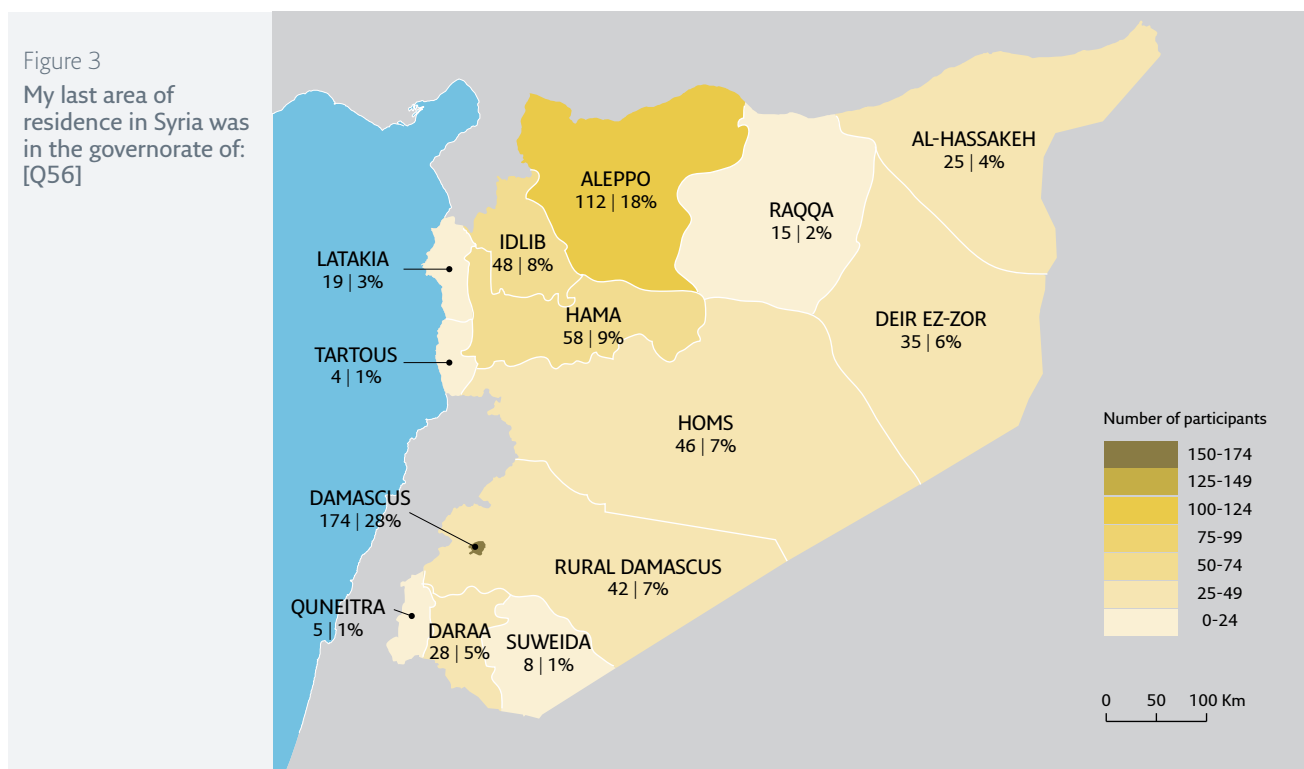 Figure 3
My last area of
residence in Syria was
in the governorate of:
[Q56]
AL-HASSAKEH
25 | 4%
ALEPPO
112 | 18%
RAQQA
15 | 2%
IDLIB
48 | 8%
LATAKIA
19 | 3%
HAMA
58 | 9%
DEIR EZ-ZOR
35 | 6%
TARTOUS
4 | 1%
HOMS
46 | 7%
DAMASCUS
174 | 28%
RURAL DAMASCUS
42 | 7%
QUNEITRA
5 | 1%
DARAA
28 | 5%
SUWEIDA
8 | 1%
Number of participants
150-174
125-149
100-124
75-99
50-74
25-49
0-24
0 50 100 Km